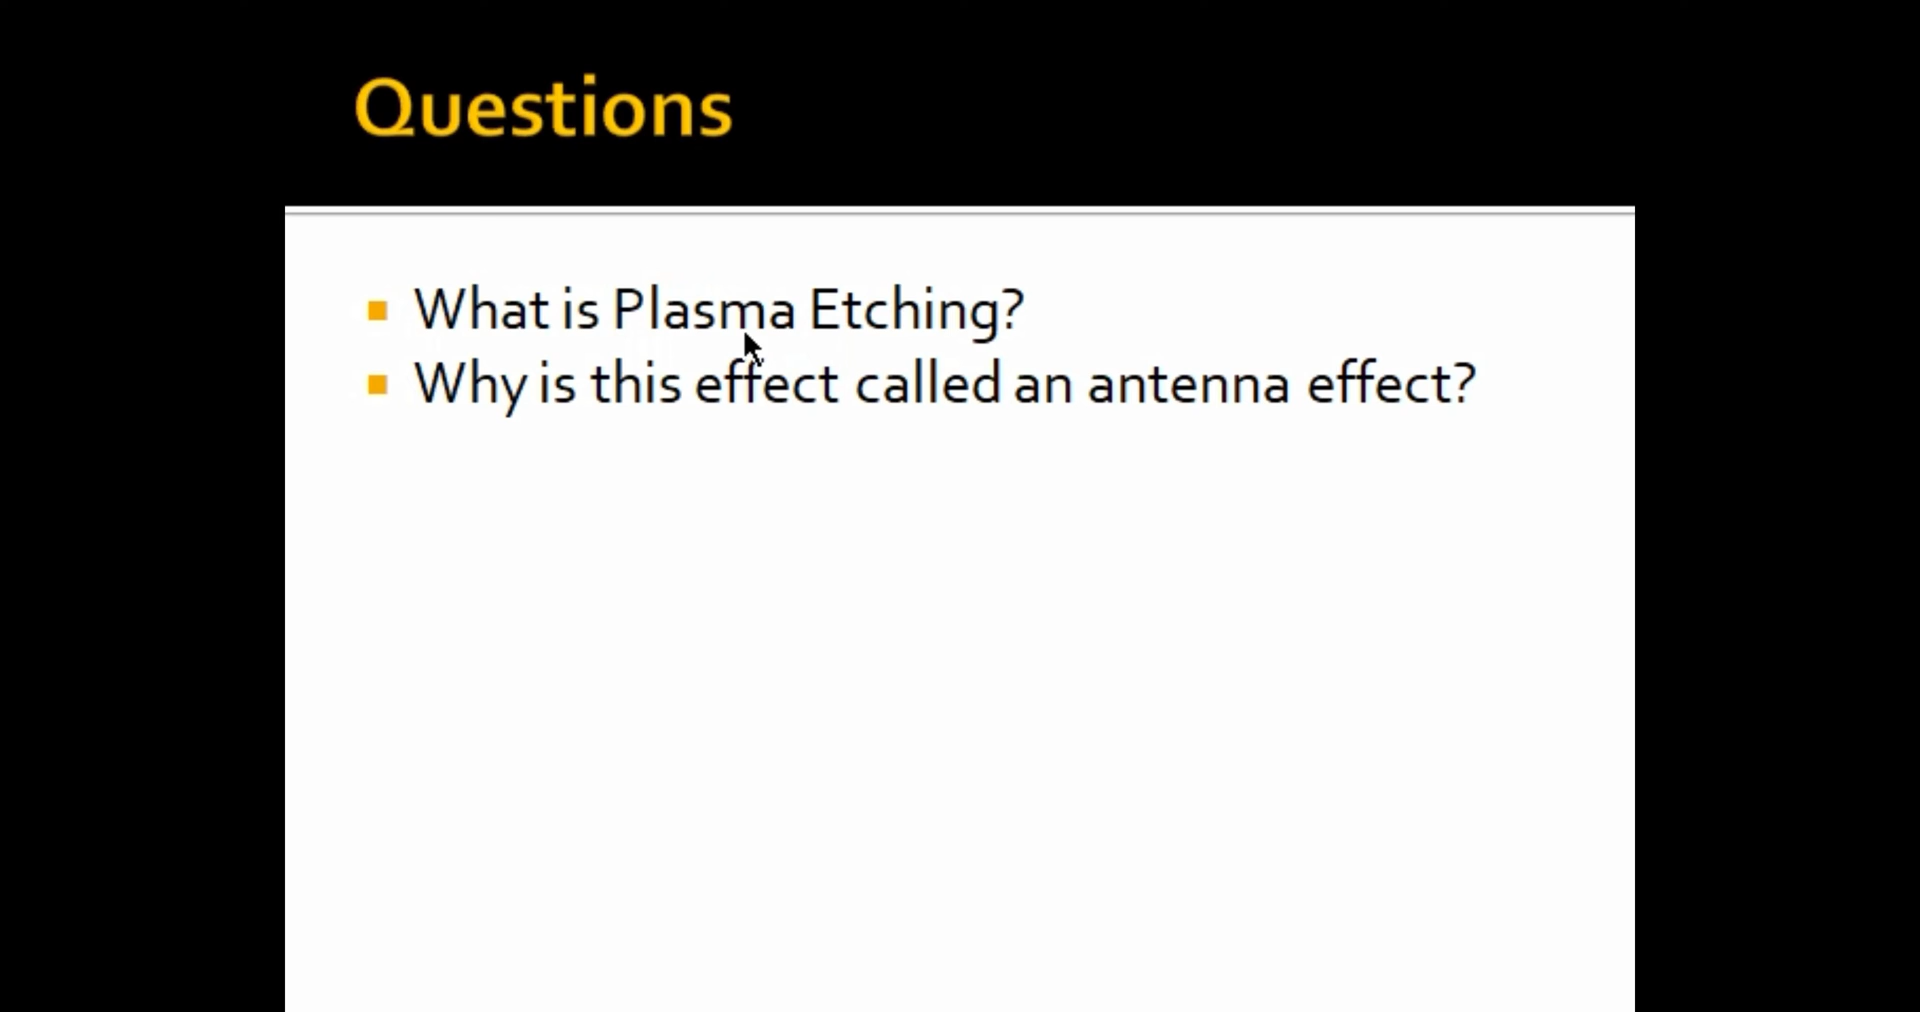 Questions
What is Plasma Etching?
Why is this effect called an antenna effect?